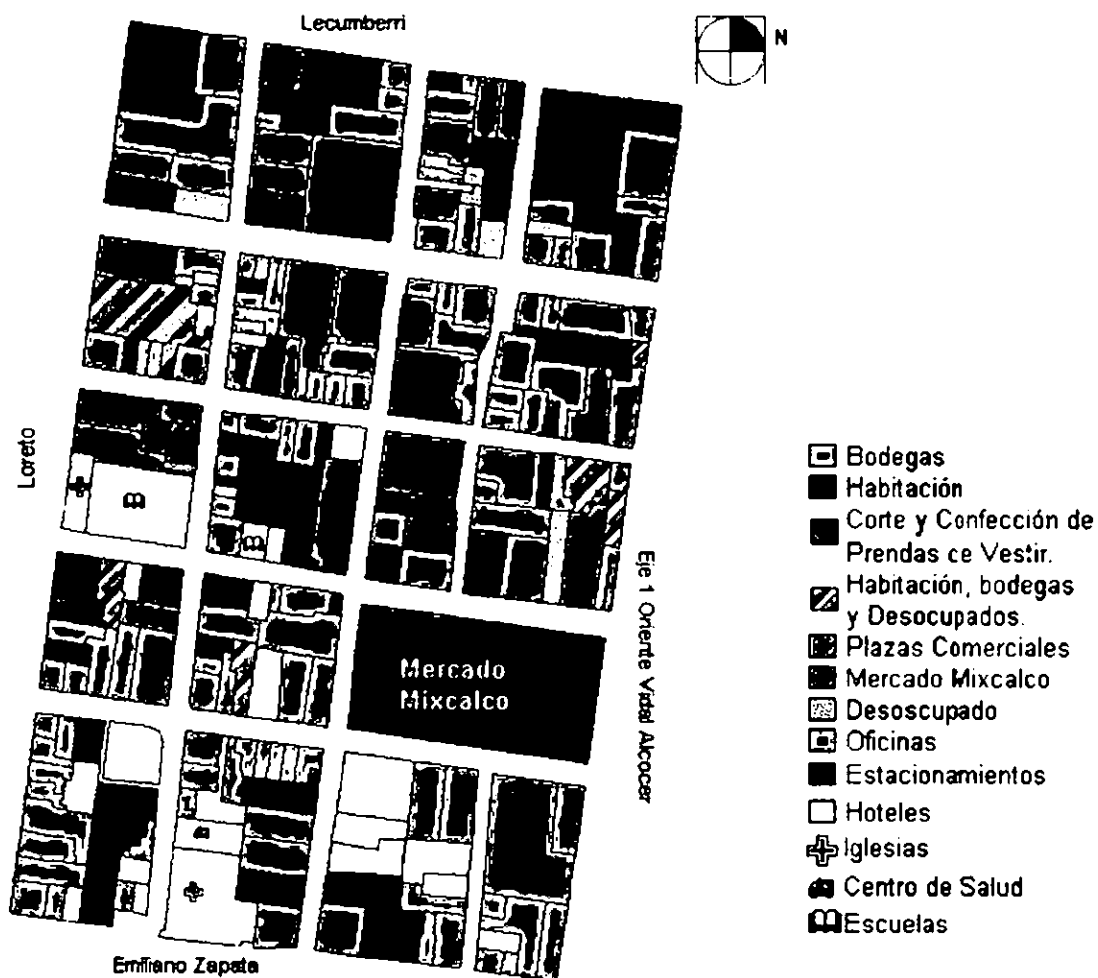 Lecumberri
N
Loreto
Mercado
Mixcalco
Eje 1 Oriente Vidal Alcocer
Emiliano Zapata
Bodegas
Habitación
Corte y Confección de
Prendas ce Vestir.
Habitación, bodegas
y Desocupados.
Plazas Comerciales
Mercado Mixcalco
Desoscupado
Oficinas
Estacionamientos
Hoteles
Iglesias
Centro de Salud
Escuelas